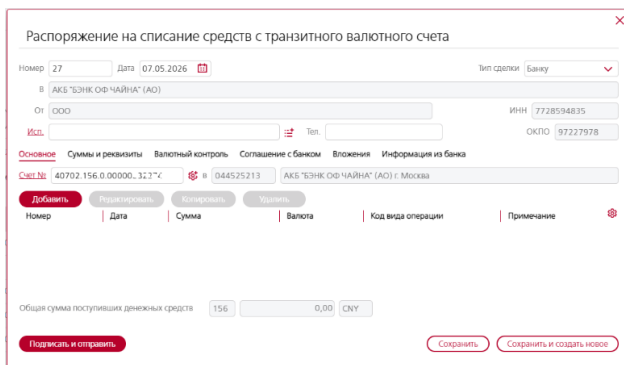 Распоряжение на списание средств с транзитного валютного счета
Номер 27 Дата 07.05.2026 Тип сделки Банку
В АКБ "БЭНК ОФ ЧАЙНА" (АО)
От ООО ИНН 7728594835
Исп. Тел. ОКПО 97227978
Основное Суммы и реквизиты Валютный контроль Соглашение с банком Вложения Информация из банка
Счет № 40702.156.0.00000 в 044525213 АКБ "БЭНК ОФ ЧАЙНА" (АО) г. Москва
Добавить Редактировать Копировать Удалить
Номер Дата Сумма Валюта Код вида операции Примечание
Общая сумма поступивших денежных средств 156 0,00 CNY
Подписать и отправить Сохранить Сохранить и создать новое